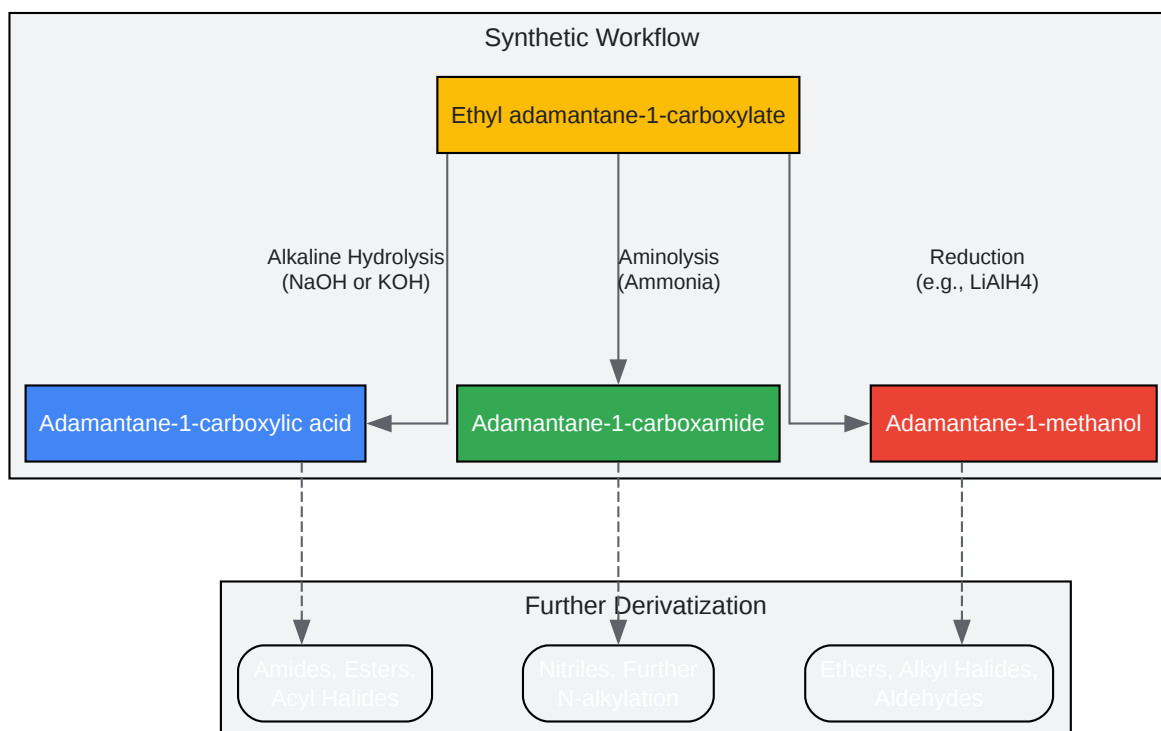 Synthetic Workflow
Ethyl adamantane-1-carboxylate
Alkaline Hydrolysis
(NaOH or KOH)
Aminolysis
(Ammonia)
Reduction
(e.g., LiAlH4)
Adamantane-1-carboxylic acid
Adamantane-1-carboxamide
Adamantane-1-methanol
Further Derivatization
Amides, Esters,
Acyl Halides
Nitriles, Further
N-alkylation
Ethers, Alkyl Halides,
Aldehydes